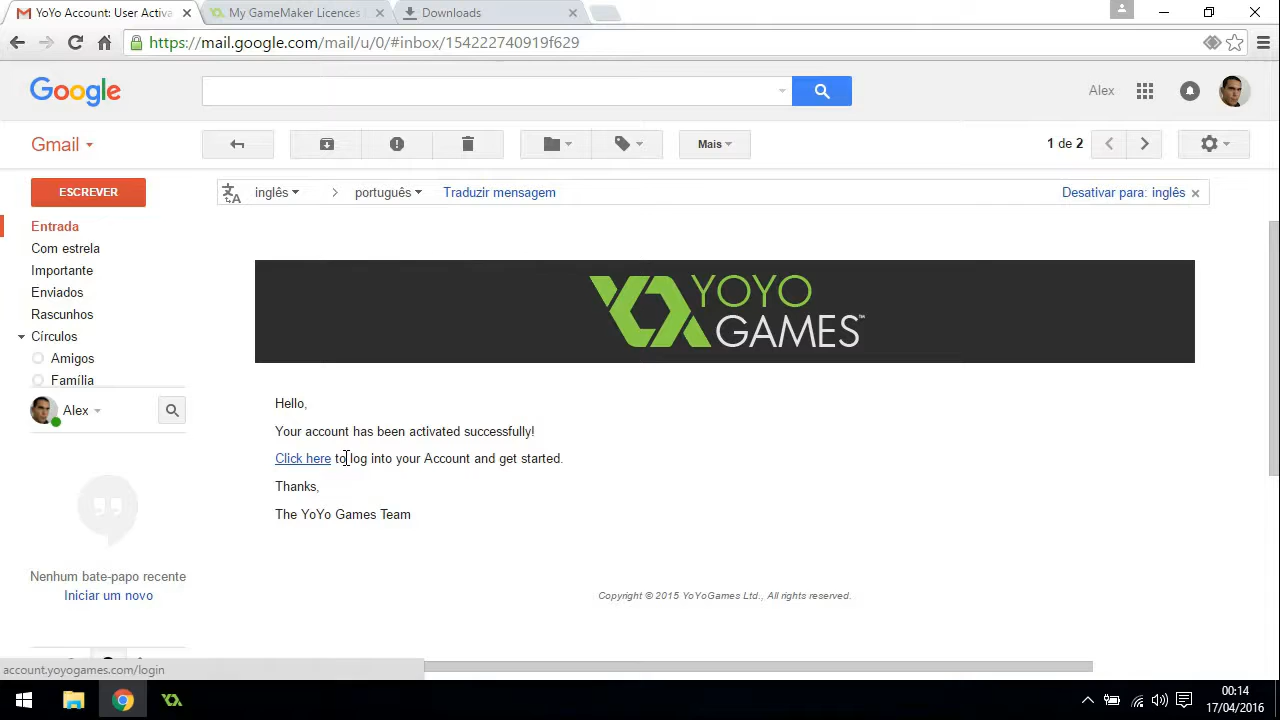 YoYo Account: User Activa
My GameMaker Licences
Downloads
https://mail.google.com/mail/u/0/#inbox/154222740919f629
Google
Alex
Gmail
Mais
1 de 2
ESCREVER
inglês
português
Traduzir mensagem
Desativar para: inglês
Entrada
Com estrela
Importante
Enviados
Rascunhos
Círculos
Amigos
Família
Alex
YOYO
GAMES™
Hello,
Your account has been activated successfully!
Click here to log into your Account and get started.
Thanks,
The YoYo Games Team
Nenhum bate-papo recente
Iniciar um novo
Copyright © 2015 YoYoGames Ltd., All rights reserved.
account.yoyogames.com/login
00:14
17/04/2016